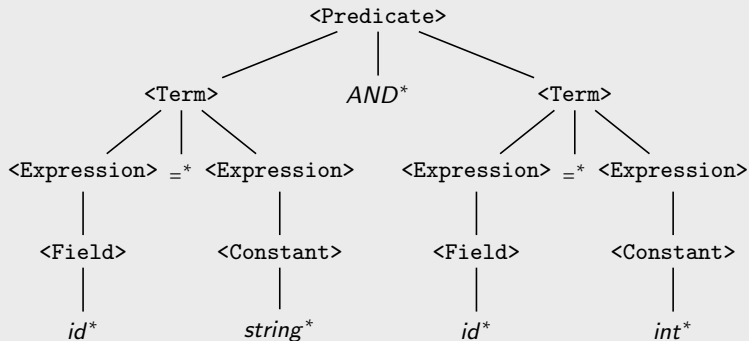 <Predicate>
<Term> AND* <Term>
<Expression> =* <Expression> <Expression> =* <Expression>
<Field> <Constant> <Field> <Constant>
id* string* id* int*